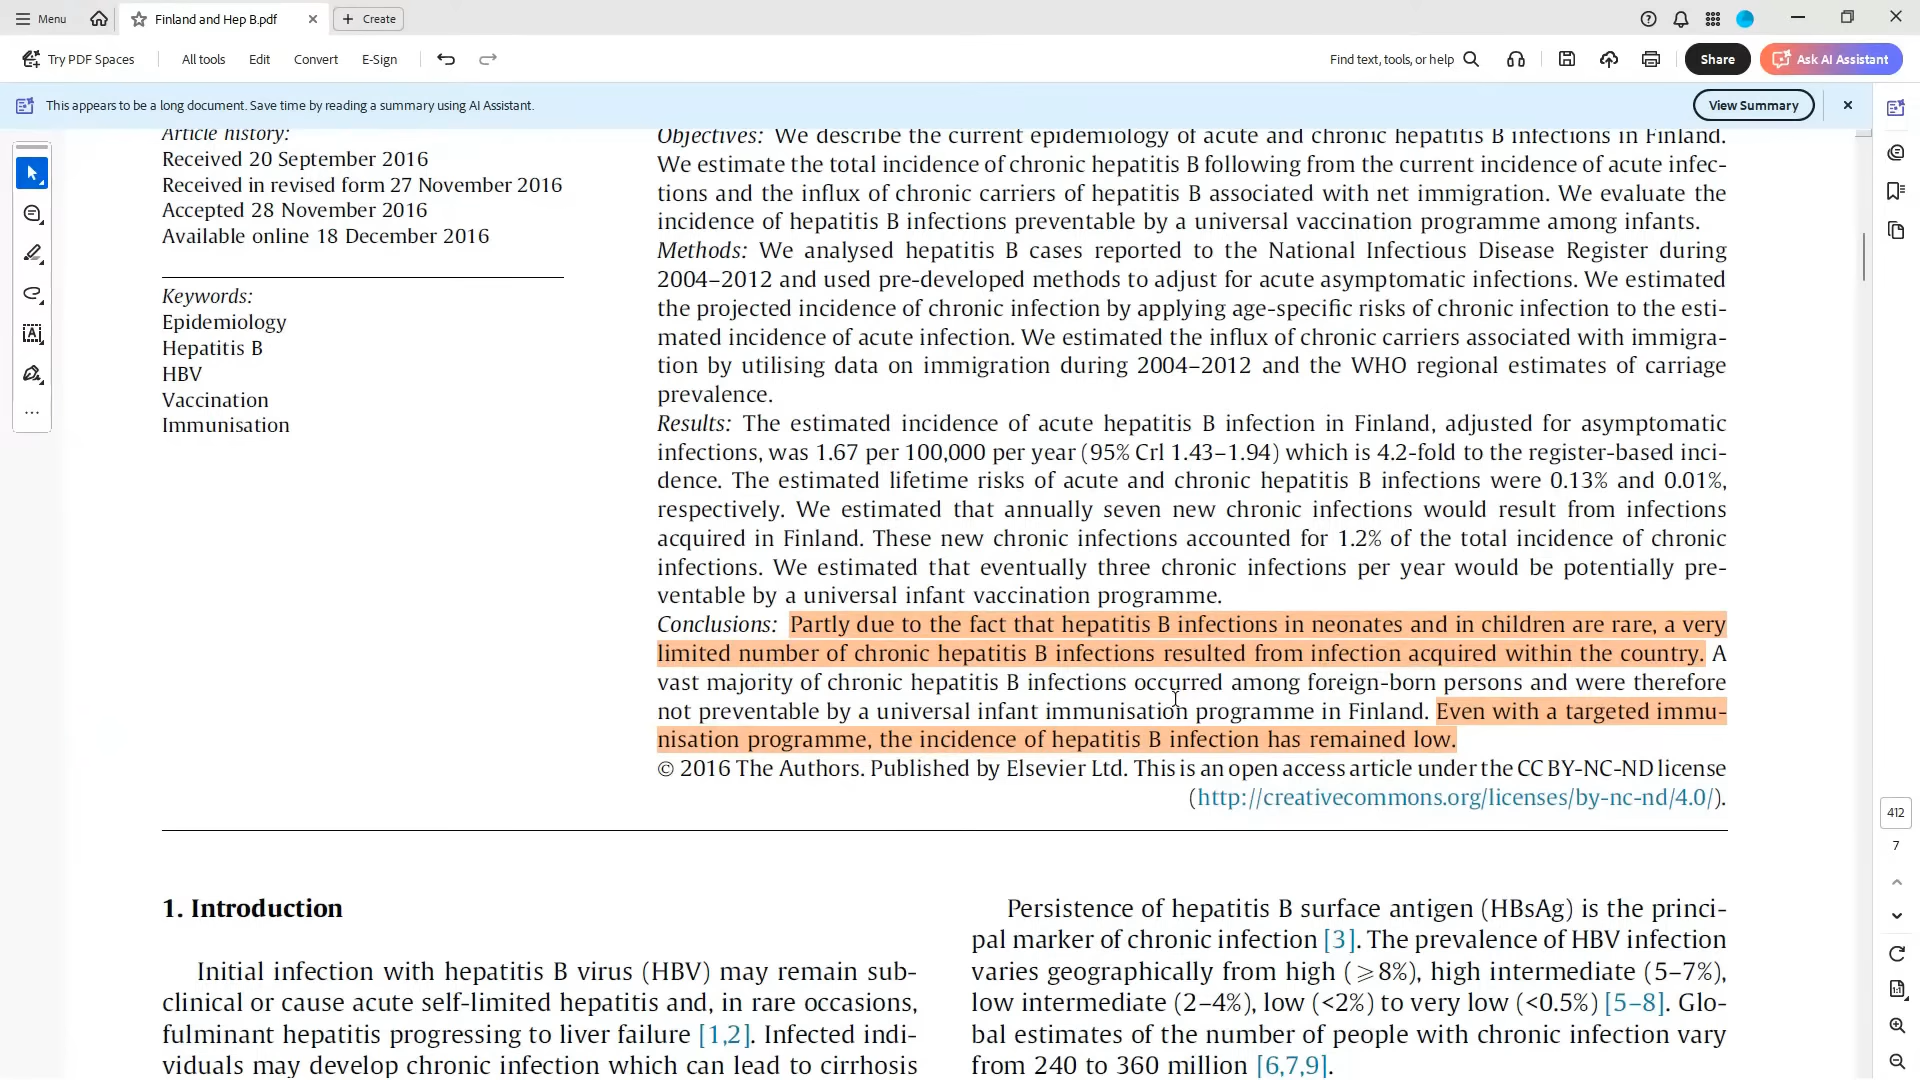 Menu
Finland and Hep B.pdf
Create
Try PDF Spaces
All tools
Edit
Convert
E-Sign
Find text, tools, or help
Share
Ask AI Assistant
This appears to be a long document. Save time by reading a summary using AI Assistant.
View Summary
Article history:
Received 20 September 2016
Received in revised form 27 November 2016
Accepted 28 November 2016
Available online 18 December 2016
Keywords:
Epidemiology
Hepatitis B
HBV
Vaccination
Immunisation
Objectives: We describe the current epidemiology of acute and chronic hepatitis B infections in Finland.
We estimate the total incidence of chronic hepatitis B following from the current incidence of acute infec-
tions and the influx of chronic carriers of hepatitis B associated with net immigration. We evaluate the
incidence of hepatitis B infections preventable by a universal vaccination programme among infants.
Methods: We analysed hepatitis B cases reported to the National Infectious Disease Register during
2004–2012 and used pre-developed methods to adjust for acute asymptomatic infections. We estimated
the projected incidence of chronic infection by applying age-specific risks of chronic infection to the esti-
mated incidence of acute infection. We estimated the influx of chronic carriers associated with immigra-
tion by utilising data on immigration during 2004–2012 and the WHO regional estimates of carriage
prevalence.
Results: The estimated incidence of acute hepatitis B infection in Finland, adjusted for asymptomatic
infections, was 1.67 per 100,000 per year (95% Crl 1.43–1.94) which is 4.2-fold to the register-based inci-
dence. The estimated lifetime risks of acute and chronic hepatitis B infections were 0.13% and 0.01%,
respectively. We estimated that annually seven new chronic infections would result from infections
acquired in Finland. These new chronic infections accounted for 1.2% of the total incidence of chronic
infections. We estimated that eventually three chronic infections per year would be potentially pre-
ventable by a universal infant vaccination programme.
Conclusions: Partly due to the fact that hepatitis B infections in neonates and in children are rare, a very
limited number of chronic hepatitis B infections resulted from infection acquired within the country. A
vast majority of chronic hepatitis B infections occurred among foreign-born persons and were therefore
not preventable by a universal infant immunisation programme in Finland. Even with a targeted immu-
nisation programme, the incidence of hepatitis B infection has remained low.
© 2016 The Authors. Published by Elsevier Ltd. This is an open access article under the CC BY-NC-ND license
(http://creativecommons.org/licenses/by-nc-nd/4.0/).
1. Introduction
Initial infection with hepatitis B virus (HBV) may remain sub-
clinical or cause acute self-limited hepatitis and, in rare occasions,
fulminant hepatitis progressing to liver failure [1,2]. Infected indi-
viduals may develop chronic infection which can lead to cirrhosis
Persistence of hepatitis B surface antigen (HBsAg) is the princi-
pal marker of chronic infection [3]. The prevalence of HBV infection
varies geographically from high (⩾8%), high intermediate (5–7%),
low intermediate (2–4%), low (<2%) to very low (<0.5%) [5–8]. Glo-
bal estimates of the number of people with chronic infection vary
from 240 to 360 million [6,7,9].
412
7